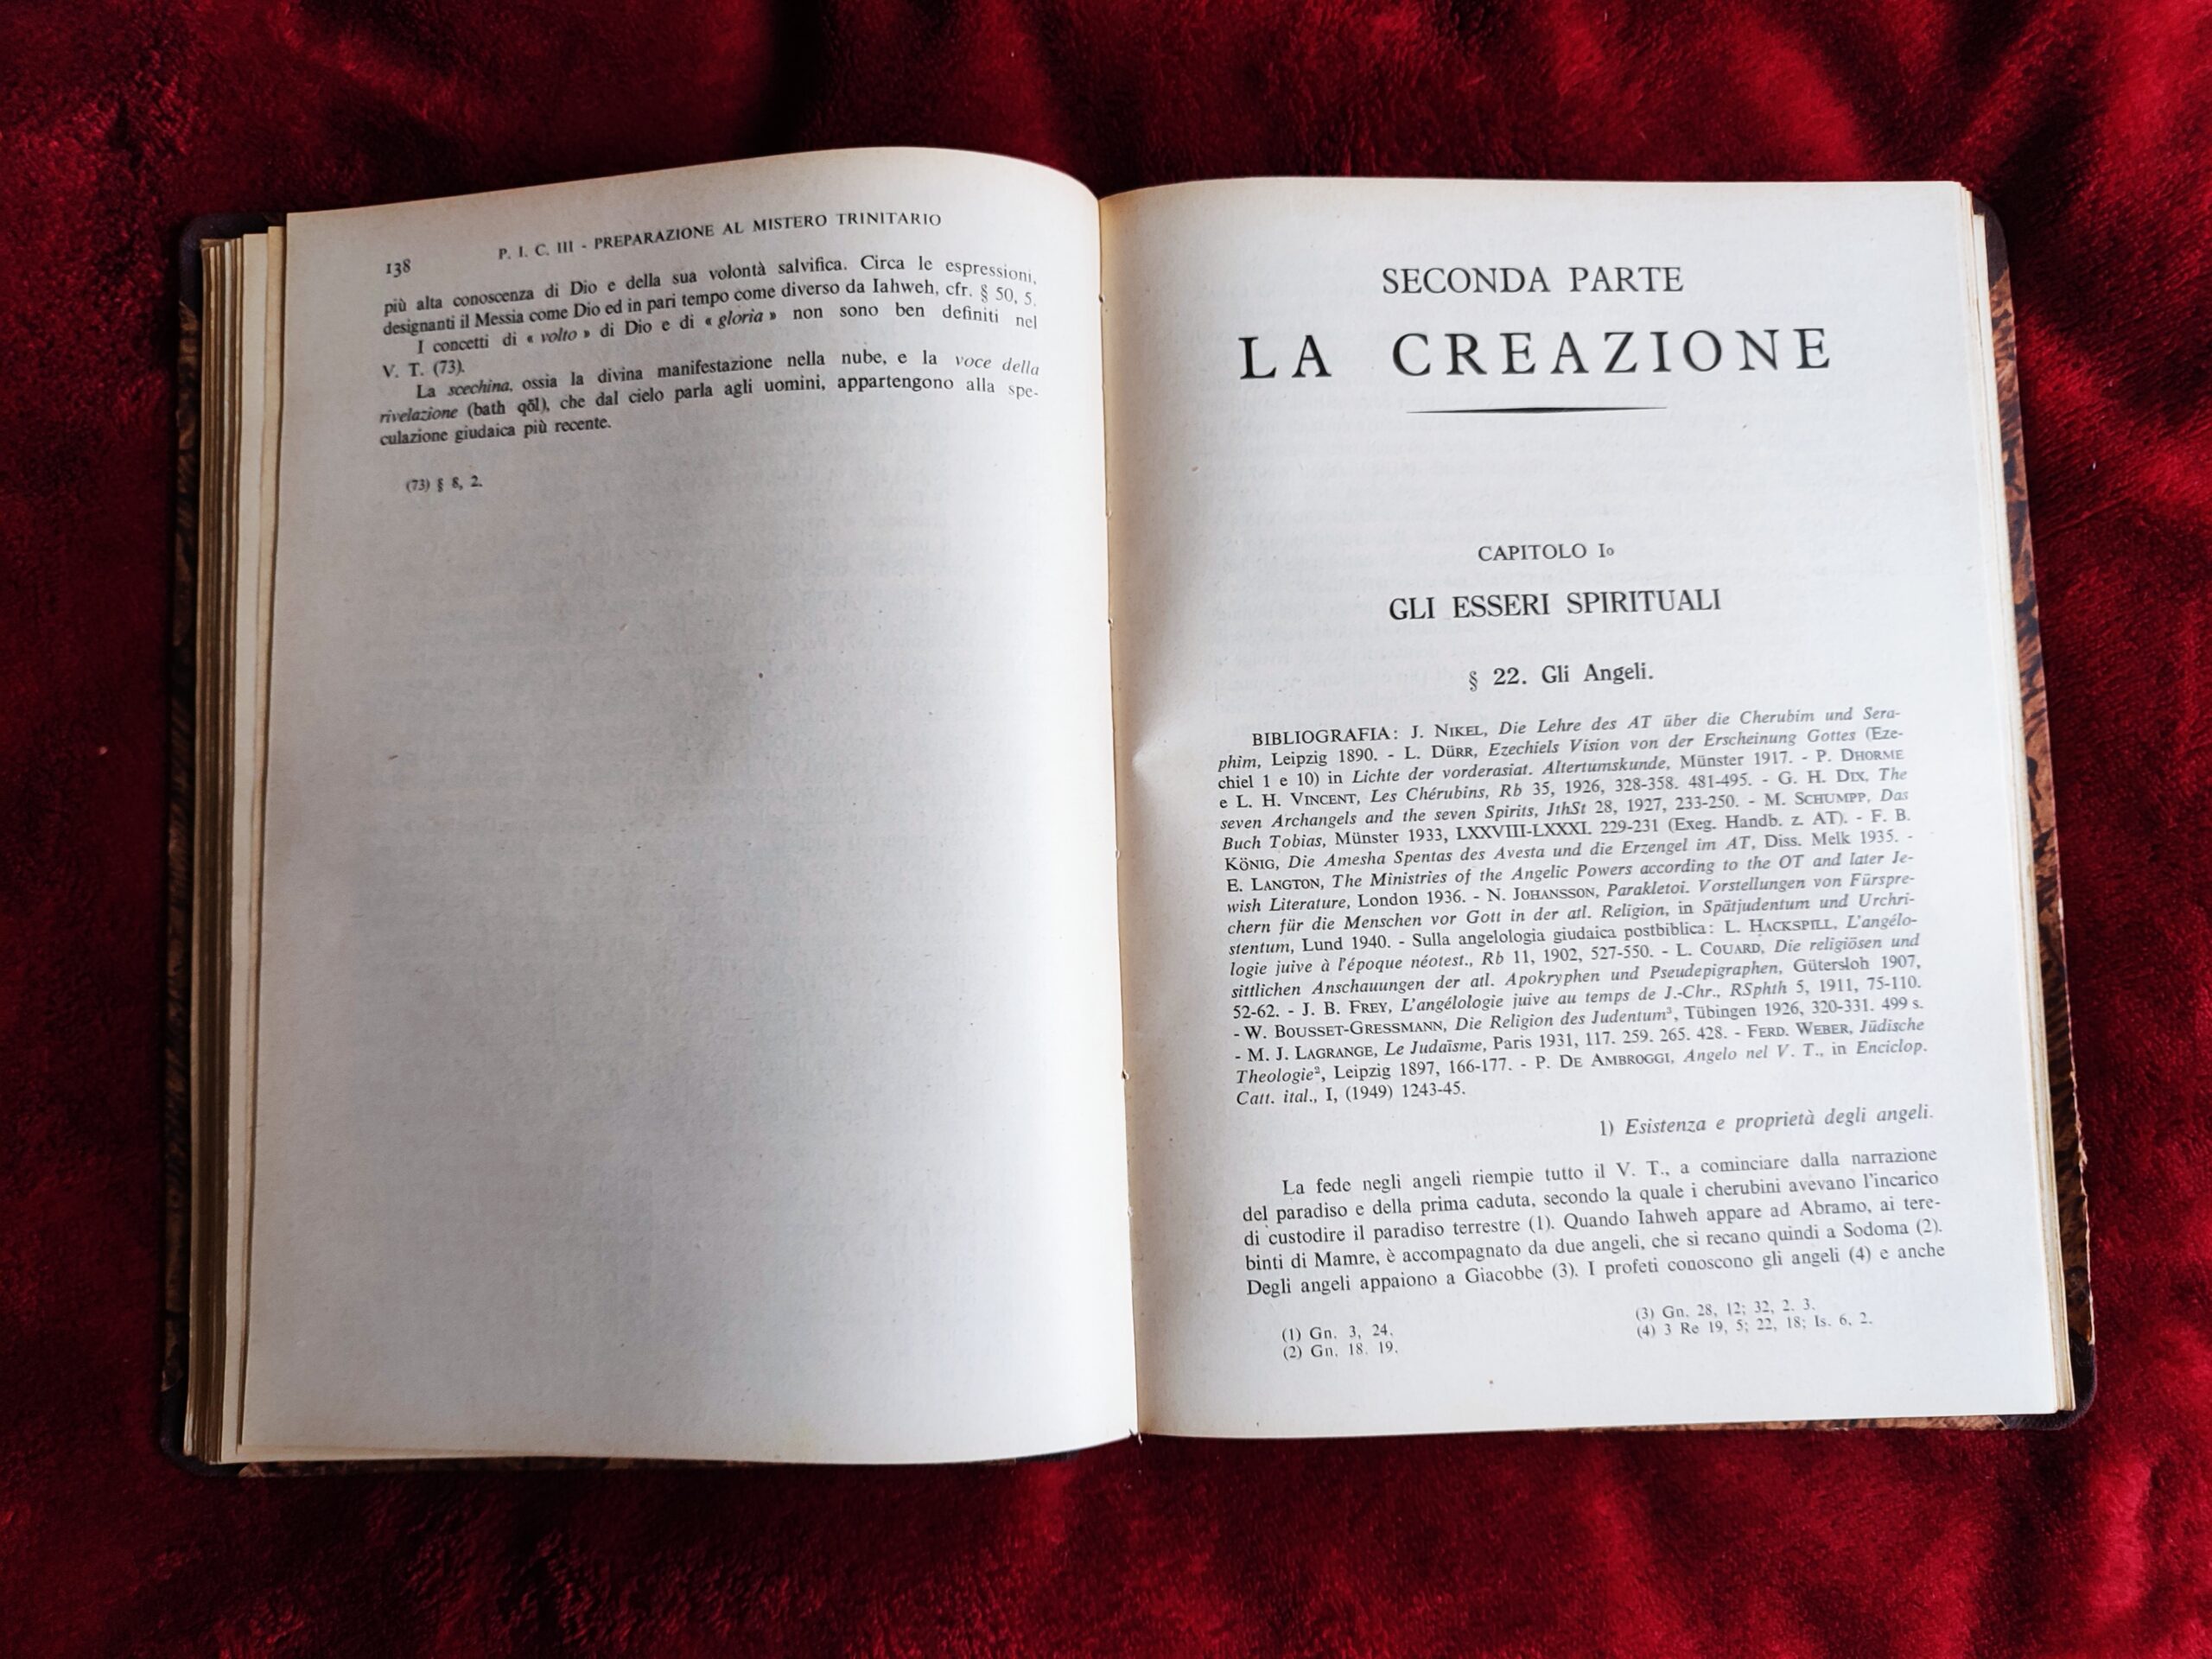 138
P. I. C. III - PREPARAZIONE AL MISTERO TRINITARIO
più alta conoscenza di Dio e della sua volontà salvifica. Circa le espressioni,
designanti il Messia come Dio ed in pari tempo come diverso da Iahweh, cfr. § 50, 5.
I concetti di « volto » di Dio e di « gloria » non sono ben definiti nel
V. T. (73).
La scechina, ossia la divina manifestazione nella nube, e la voce della
rivelazione (bath qōl), che dal cielo parla agli uomini, appartengono alla spe-
culazione giudaica più recente.
(73) § 8, 2.
SECONDA PARTE
LA CREAZIONE
CAPITOLO Io
GLI ESSERI SPIRITUALI
§ 22. Gli Angeli.
BIBLIOGRAFIA: J. NIKEL, Die Lehre des AT über die Cherubim und Sera-
phim, Leipzig 1890. - L. DÜRR, Ezechiels Vision von der Erscheinung Gottes (Eze-
chiel 1 e 10) in Lichte der vorderasiat. Altertumskunde, Münster 1917. - P. DHORME
e L. H. VINCENT, Les Chérubins, Rb 35, 1926, 328-358. 481-495. - G. H. DIX, The
seven Archangels and the seven Spirits, JthSt 28, 1927, 233-250. - M. SCHUMPP, Das
Buch Tobias, Münster 1933, LXXVIII-LXXXI. 229-231 (Exeg. Handb. z. AT). - F. B.
KÖNIG, Die Amesha Spentas des Avesta und die Erzengel im AT, Diss. Melk 1935. -
E. LANGTON, The Ministries of the Angelic Powers according to the OT and later Je-
wish Literature, London 1936. - N. JOHANSSON, Parakletoi. Vorstellungen von Fürspre-
chern für die Menschen vor Gott in der atl. Religion, in Spätjudentum und Urchri-
stentum, Lund 1940. - Sulla angelologia giudaica postbiblica: L. HACKSPILL, L'angélo-
logie juive à l'époque néotest., Rb 11, 1902, 527-550. - L. COUARD, Die religiösen und
sittlichen Anschauungen der atl. Apokryphen und Pseudepigraphen, Gütersloh 1907,
52-62. - J. B. FREY, L'angélologie juive au temps de J.-Chr., RSphth 5, 1911, 75-110.
- W. BOUSSET-GRESSMANN, Die Religion des Judentum³, Tübingen 1926, 320-331. 499 s.
- M. J. LAGRANGE, Le Judaïsme, Paris 1931, 117. 259. 265. 428. - FERD. WEBER, Jüdische
Theologie², Leipzig 1897, 166-177. - P. DE AMBROGGI, Angelo nel V. T., in Enciclop.
Catt. ital., I, (1949) 1243-45.
1) Esistenza e proprietà degli angeli.
La fede negli angeli riempie tutto il V. T., a cominciare dalla narrazione
del paradiso e della prima caduta, secondo la quale i cherubini avevano l'incarico
di custodire il paradiso terrestre (1). Quando Iahweh appare ad Abramo, ai tere-
binti di Mamre, è accompagnato da due angeli, che si recano quindi a Sodoma (2).
Degli angeli appaiono a Giacobbe (3). I profeti conoscono gli angeli (4) e anche
(1) Gn. 3, 24.
(2) Gn. 18. 19.
(3) Gn. 28, 12; 32, 2. 3.
(4) 3 Re 19, 5; 22, 18; Is. 6, 2.